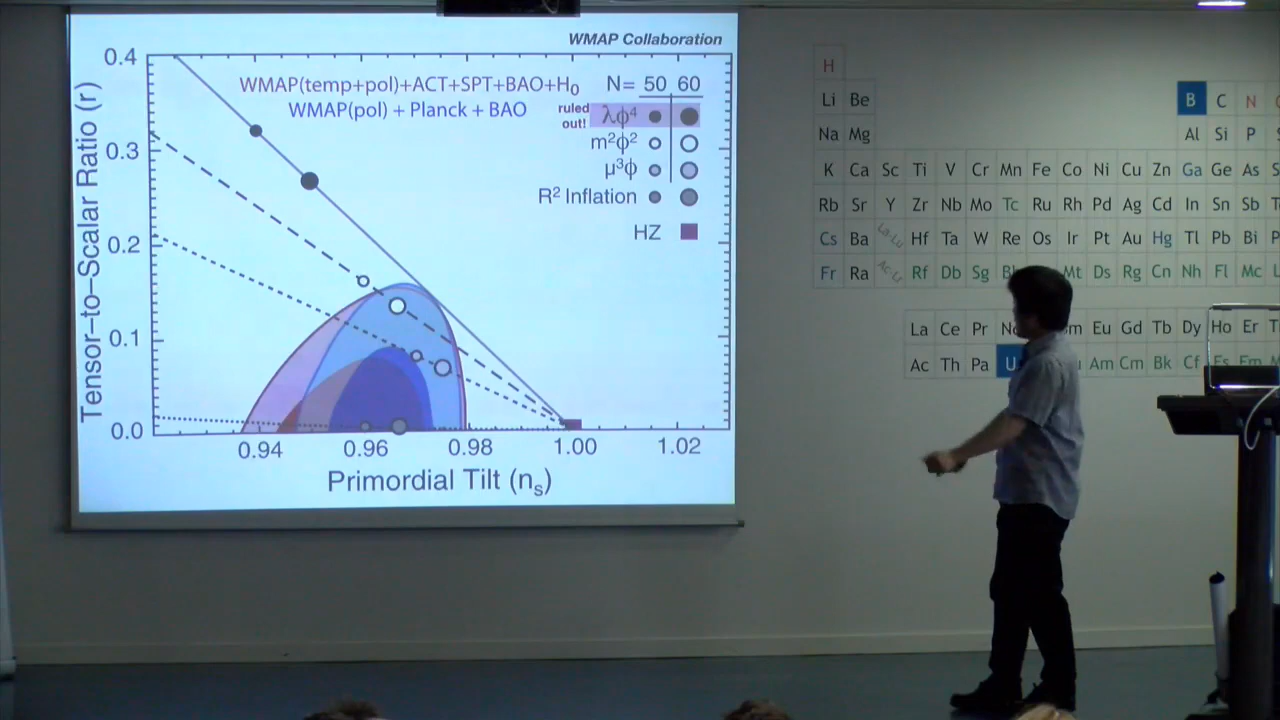 WMAP Collaboration
0.4
WMAP(temp+pol)+ACT+SPT+BAO+H₀
N= 50 60
WMAP(pol) + Planck + BAO
ruled out!
λϕ⁴
0.3
m²ϕ²
μ³ϕ
R² Inflation
HZ
0.2
0.1
0.0
Tensor–to–Scalar Ratio (r)
0.94 0.96 0.98 1.00 1.02
Primordial Tilt (nₛ)
H
Li Be B C N
Na Mg Al Si P
K Ca Sc Ti V Cr Mn Fe Co Ni Cu Zn Ga Ge As
Rb Sr Y Zr Nb Mo Tc Ru Rh Pd Ag Cd In Sn Sb
Cs Ba La-Lu Hf Ta W Re Os Ir Pt Au Hg Tl Pb Bi
Fr Ra Ac-Lr Rf Db Sg Mt Ds Rg Cn Nh Fl Mc
La Ce Pr Eu Gd Tb Dy Ho Er
Ac Th Pa U Am Cm Bk Cf Es Fm